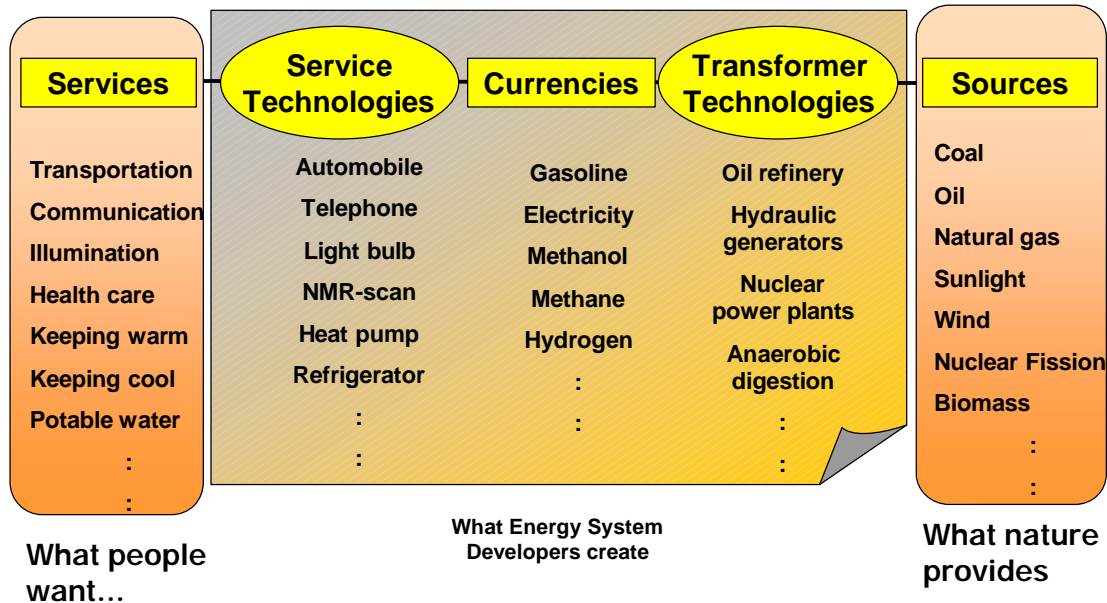 Services
Transportation
Communication
Illumination
Health care
Keeping warm
Keeping cool
Potable water
:
:
What people
want...
Service
Technologies
Automobile
Telephone
Light bulb
NMR-scan
Heat pump
Refrigerator
:
:
Currencies
Gasoline
Electricity
Methanol
Methane
Hydrogen
:
:
Transformer
Technologies
Oil refinery
Hydraulic
generators
Nuclear
power plants
Anaerobic
digestion
:
:
What Energy System
Developers create
Sources
Coal
Oil
Natural gas
Sunlight
Wind
Nuclear Fission
Biomass
:
:
What nature
provides